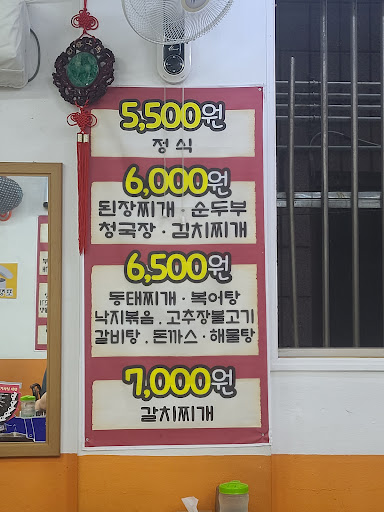 5,500원
정식
6,000원
된장찌개 · 순두부
청국장 · 김치찌개
6,500원
동태찌개 · 복어탕
낙지볶음 . 고추장불고기
갈비탕 . 돈까스 · 해물탕
7,000원
갈치찌개